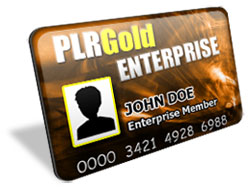 PLRGold
ENTERPRISE
JOHN DOE
Enterprise Member
0000 3421 4928 6988